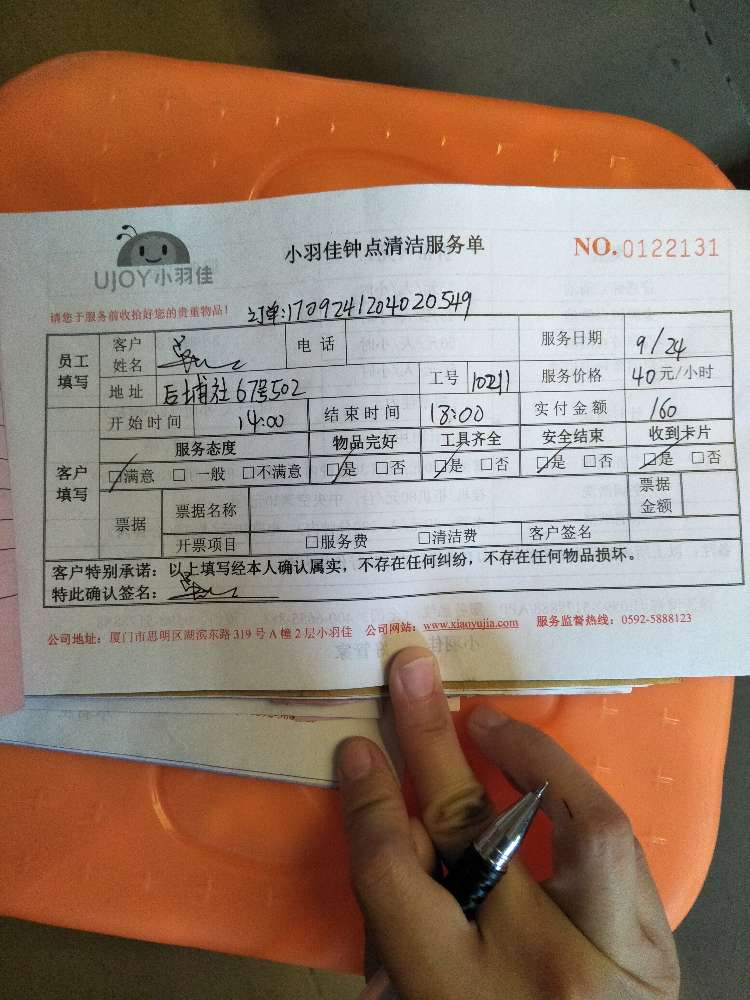 UJOY小羽佳
小羽佳钟点清洁服务单
NO.0122131
请您于服务前收拾好您的贵重物品!
订单:1709241204020549
员工填写 客户姓名 电话 服务日期 9/24
地址 后埔社67号502 工号 10211 服务价格 40元/小时
客户填写 开始时间 14:00 结束时间 18:00 实付金额 160
服务态度 物品完好 工具齐全 安全结束 收到卡片
☑满意 □一般 □不满意 ☑是 □否 ☑是 □否 ☑是 □否 ☑是 □否
票据 票据名称 票据金额
开票项目 □服务费 □清洁费 客户签名
客户特别承诺:以上填写经本人确认属实,不存在任何纠纷,不存在任何物品损坏。
特此确认签名:
公司地址:厦门市思明区湖滨东路319号A幢2层小羽佳 公司网站:www.xiaoyujia.com 服务监督热线:0592-5888123